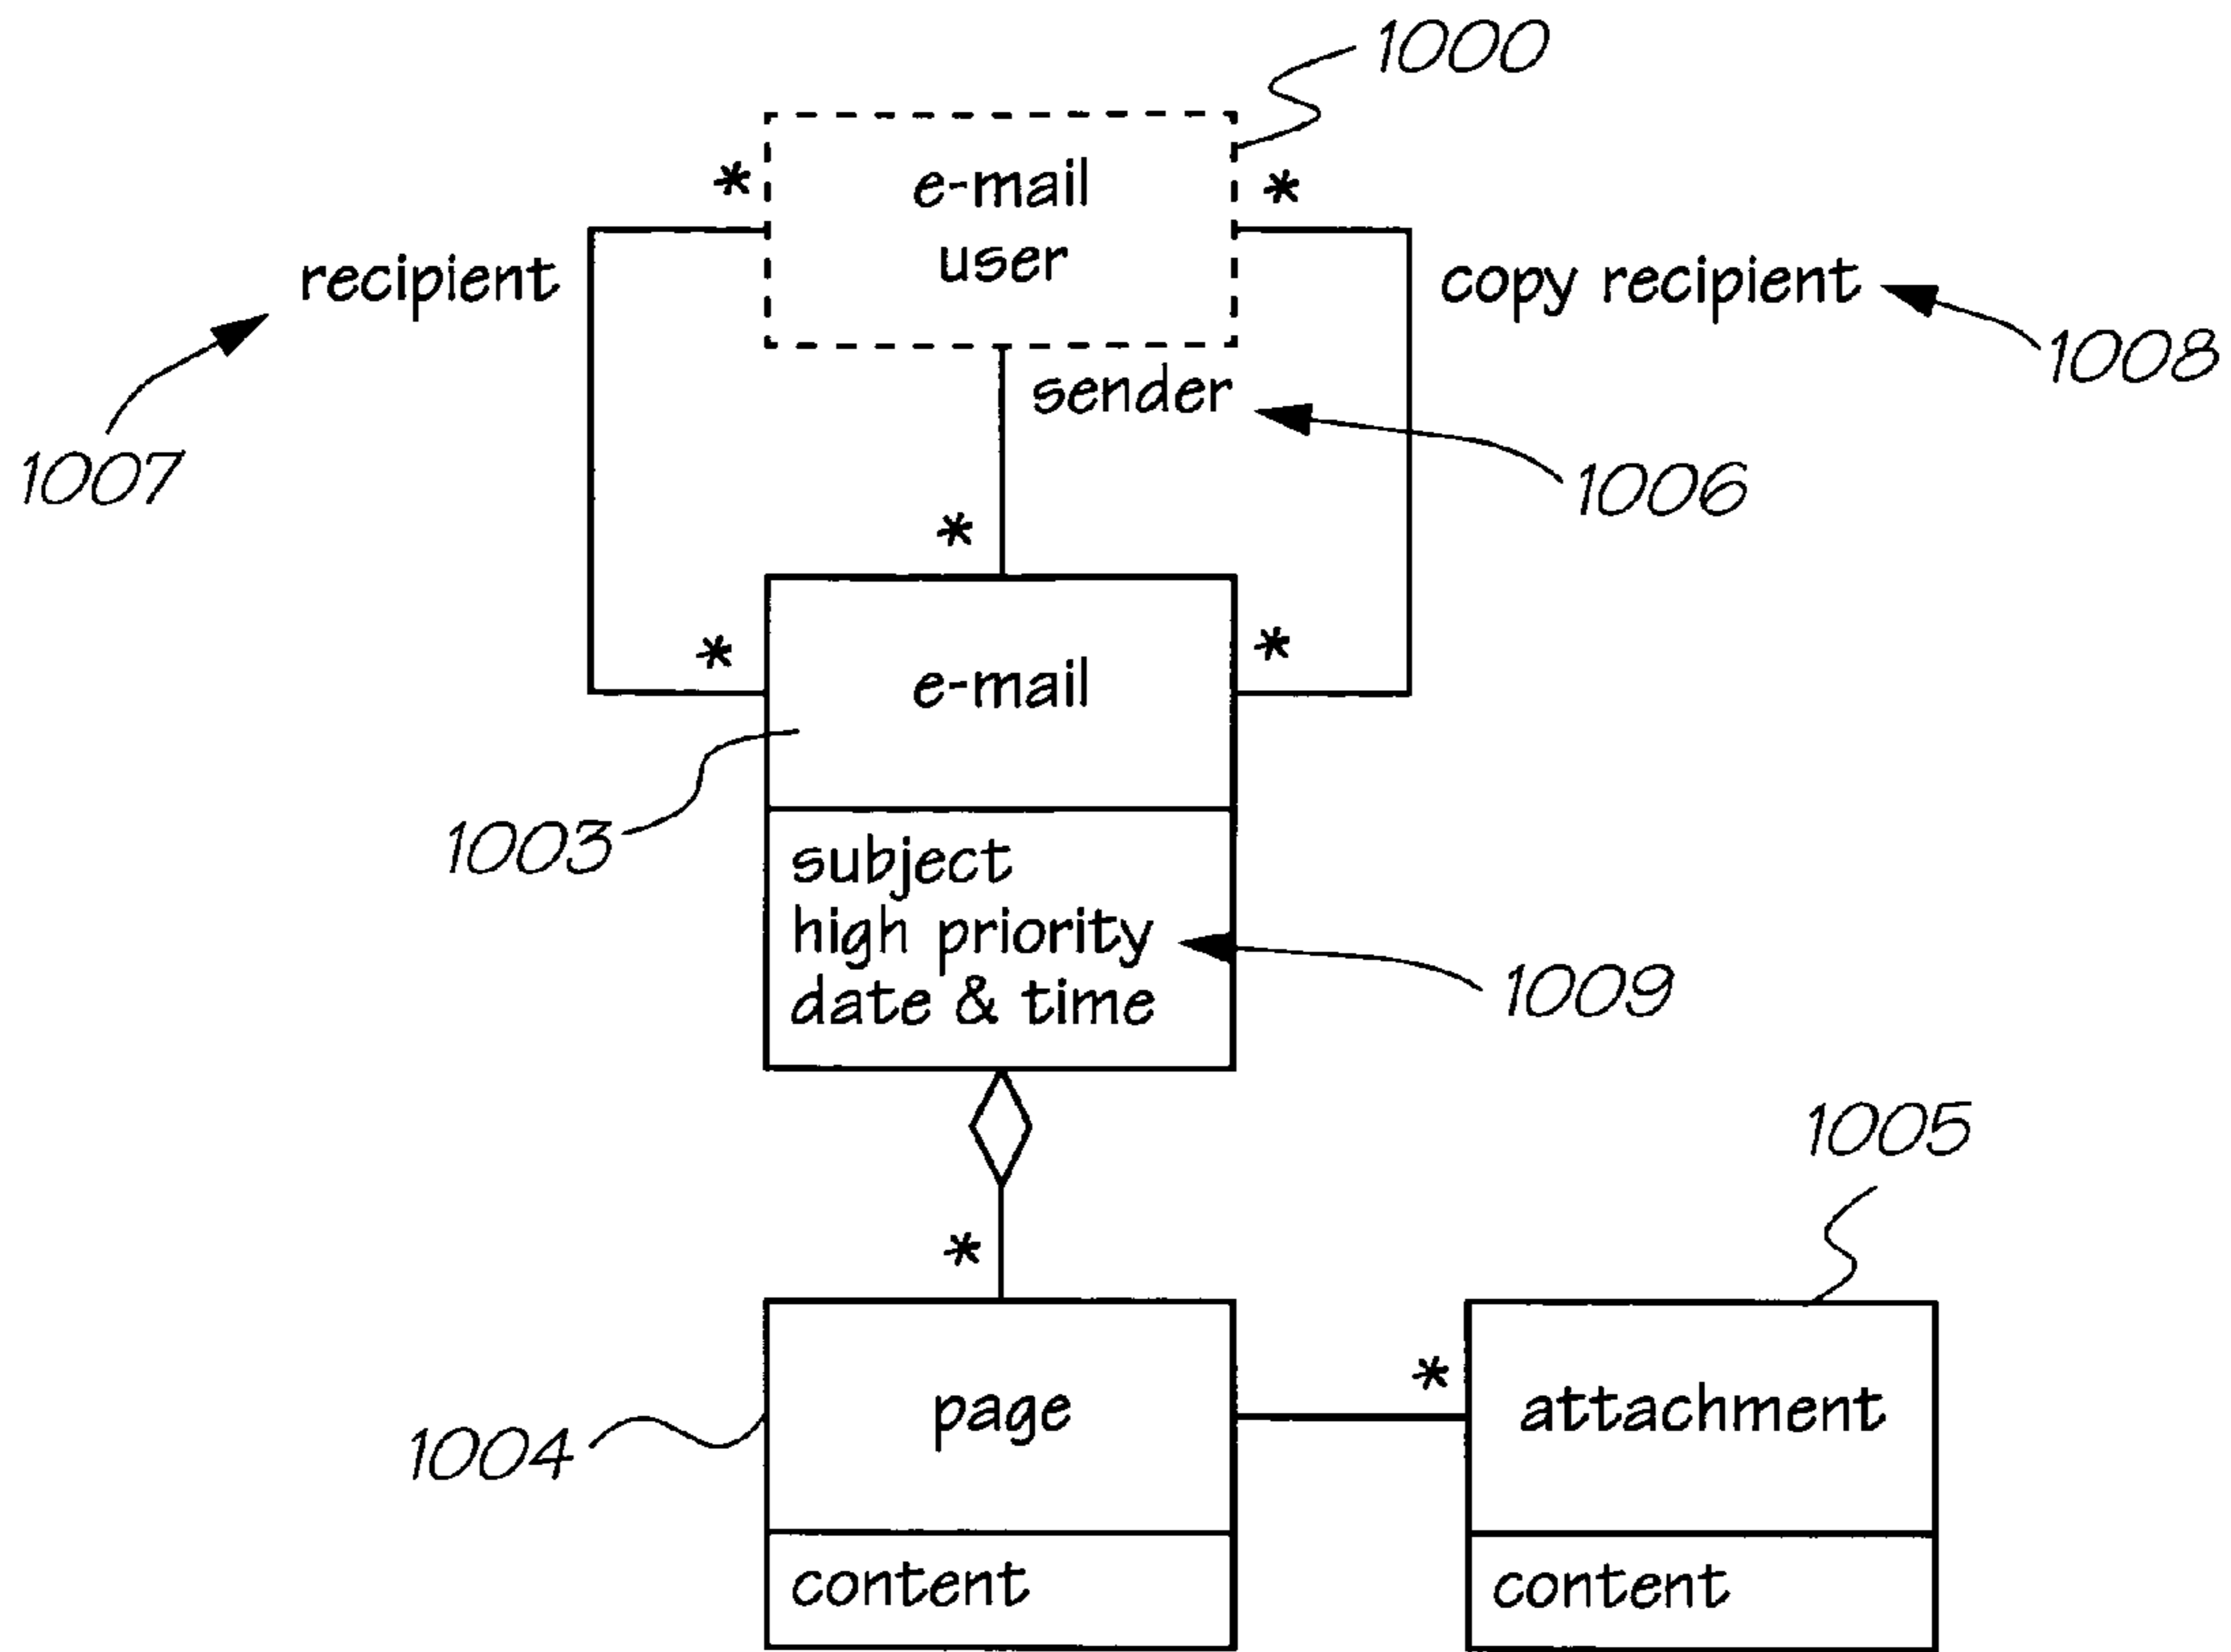 1000
*
e-mail
user
*
recipient
copy recipient
1008
sender
1007
1006
*
*
e-mail
*
1003
subject
high priority
date & time
1009
1005
*
page
*
attachment
1004
content
content